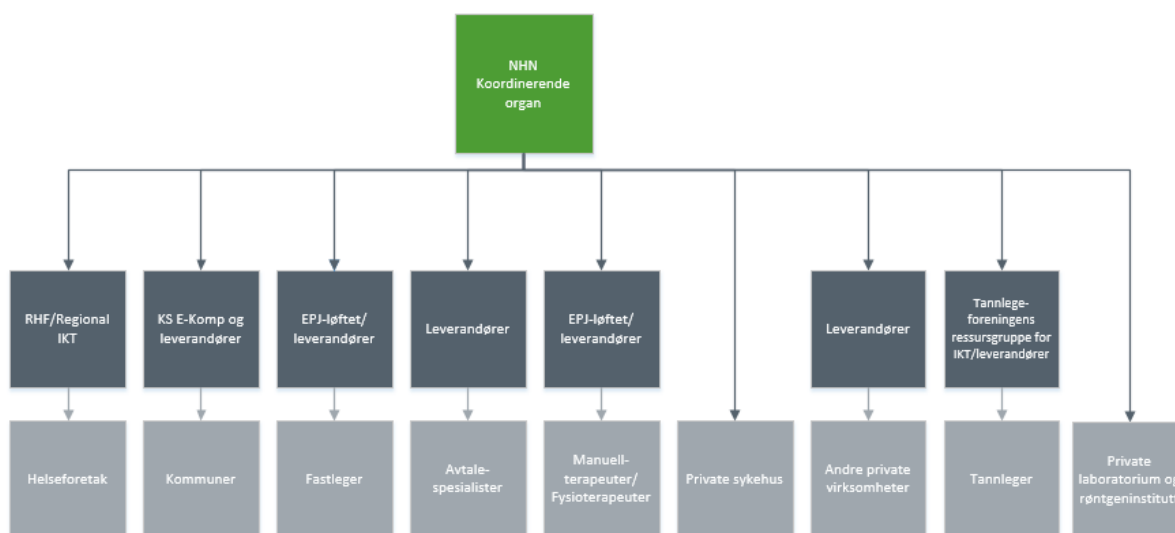 NHN
Koordinerende
organ
RHF/Regional
IKT
KS E-Komp og
leverandører
EPJ-løftet/
leverandører
Leverandører
EPJ-løftet/
leverandører
Leverandører
Tannlege-
foreningens
ressursgruppe for
IKT/leverandører
Helseforetak
Kommuner
Fastleger
Avtale-
spesialister
Manuell-
terapeuter/
Fysioterapeuter
Private sykehus
Andre private
virksomheter
Tannleger
Private
laboratorium og
røntgeninstitutt